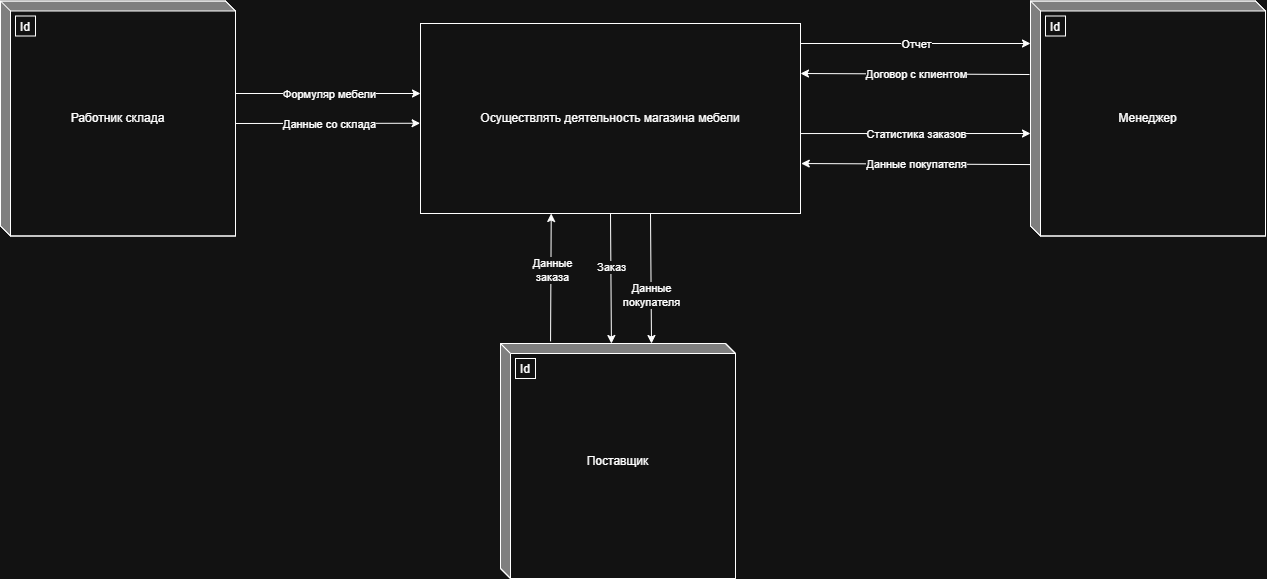 Id
Работник склада
Формуляр мебели
Данные со склада
Осуществлять деятельность магазина мебели
Отчет
Договор с клиентом
Статистика заказов
Данные покупателя
Id
Менеджер
Данные
заказа
Заказ
Данные
покупателя
Id
Поставщик